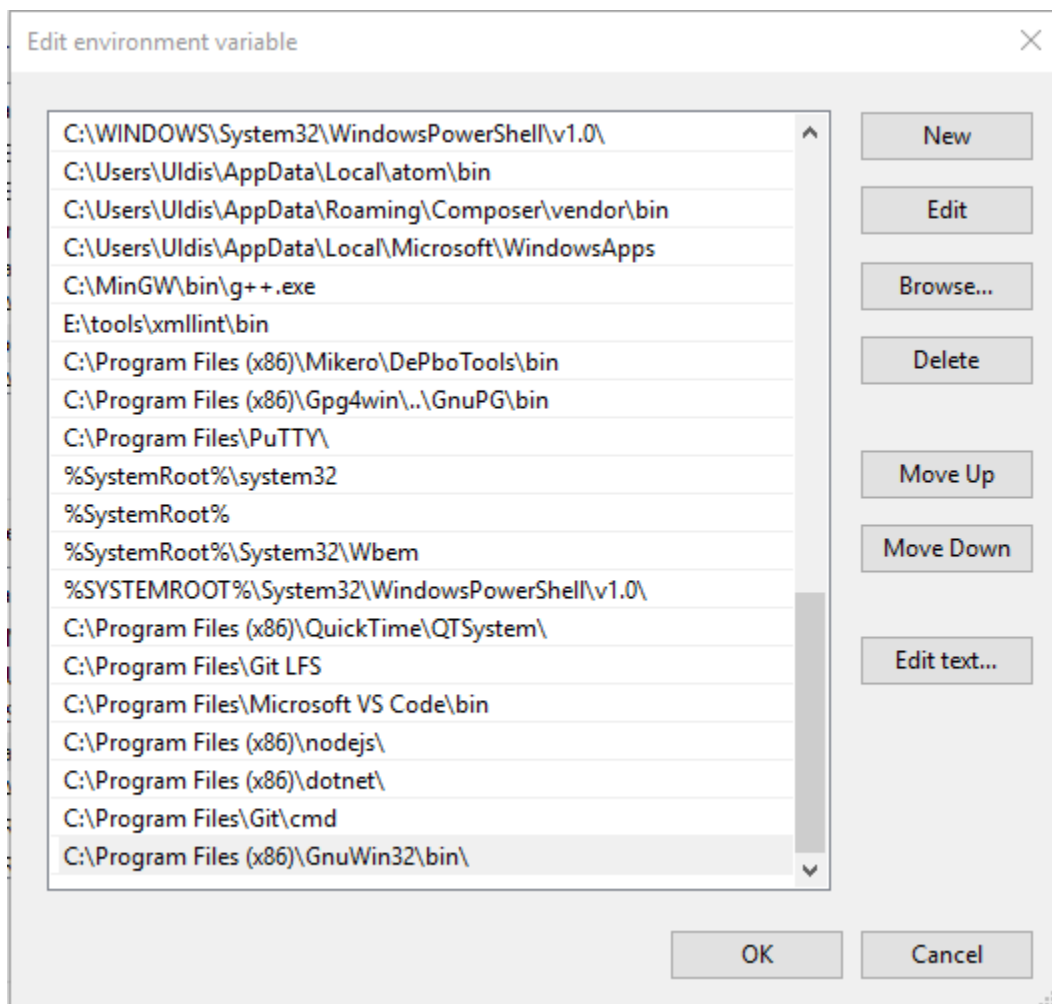 Edit environment variable
C:\WINDOWS\System32\WindowsPowerShell\v1.0\
C:\Users\Uldis\AppData\Local\atom\bin
C:\Users\Uldis\AppData\Roaming\Composer\vendor\bin
C:\Users\Uldis\AppData\Local\Microsoft\WindowsApps
C:\MinGW\bin\g++.exe
E:\tools\xmllint\bin
C:\Program Files (x86)\Mikero\DePboTools\bin
C:\Program Files (x86)\Gpg4win\..\GnuPG\bin
C:\Program Files\PuTTY\
%SystemRoot%\system32
%SystemRoot%
%SystemRoot%\System32\Wbem
%SYSTEMROOT%\System32\WindowsPowerShell\v1.0\
C:\Program Files (x86)\QuickTime\QTSystem\
C:\Program Files\Git LFS
C:\Program Files\Microsoft VS Code\bin
C:\Program Files (x86)\nodejs\
C:\Program Files (x86)\dotnet\
C:\Program Files\Git\cmd
C:\Program Files (x86)\GnuWin32\bin\
New
Edit
Browse...
Delete
Move Up
Move Down
Edit text...
OK
Cancel